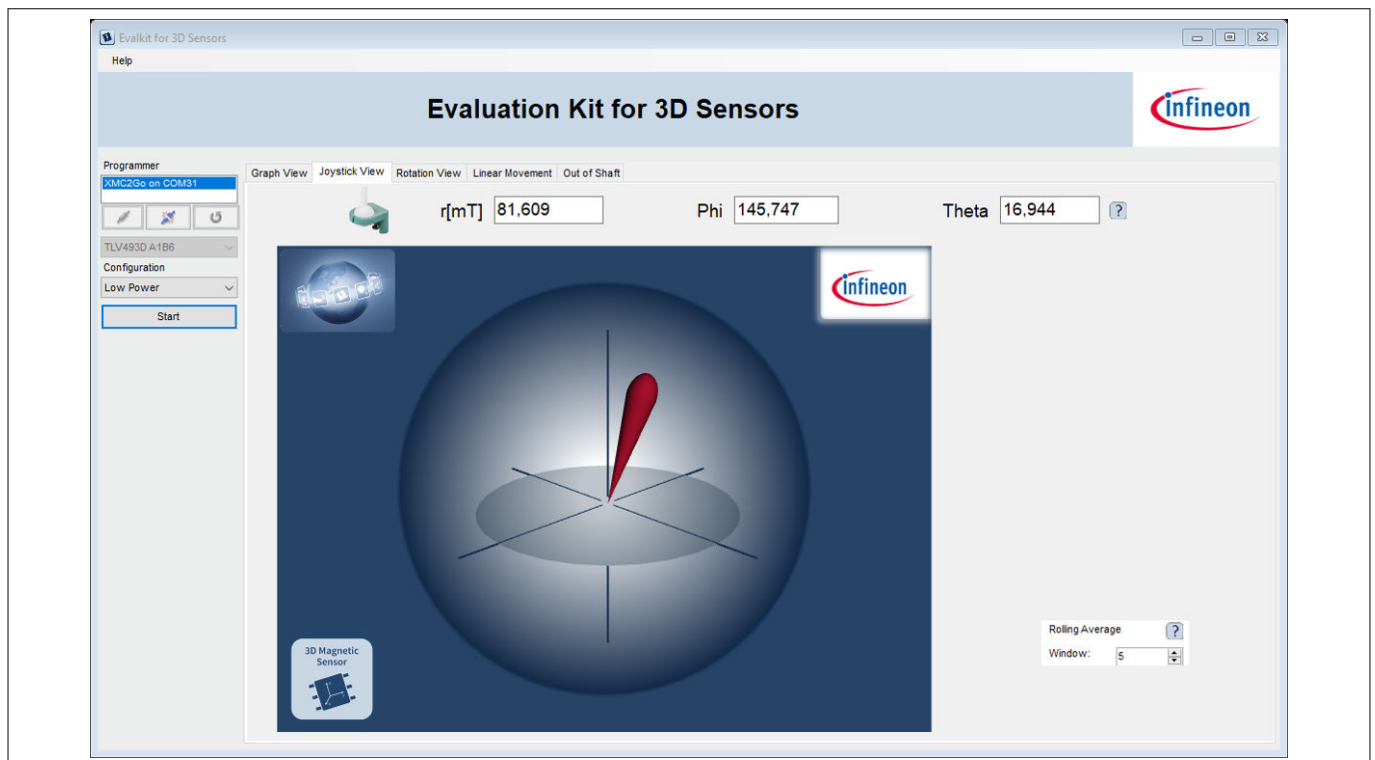 Evalkit for 3D Sensors
Help
Evaluation Kit for 3D Sensors
infineon
Programmer
XMC2Go on COM31
TLV493D A1B6
Configuration
Low Power
Start
Graph View Joystick View Rotation View Linear Movement Out of Shaft
r[mT] 81,609 Phi 145,747 Theta 16,944 ?
infineon
3D Magnetic
Sensor
Rolling Average ?
Window: 5